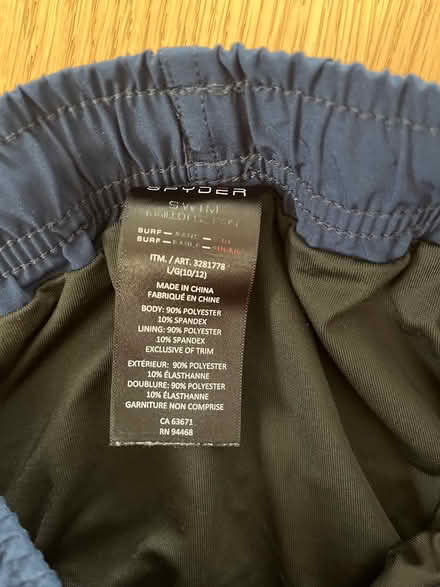 SPYDER
SWIM
ITM. / ART. 3281778
L/G(10/12)
MADE IN CHINA
FABRIQUÉ EN CHINE
BODY: 90% POLYESTER
10% SPANDEX
LINING: 90% POLYESTER
10% SPANDEX
EXCLUSIVE OF TRIM
EXTÉRIEUR: 90% POLYESTER
10% ÉLASTHANNE
DOUBLURE: 90% POLYESTER
10% ÉLASTHANNE
GARNITURE NON COMPRISE
CA 63671
RN 94468